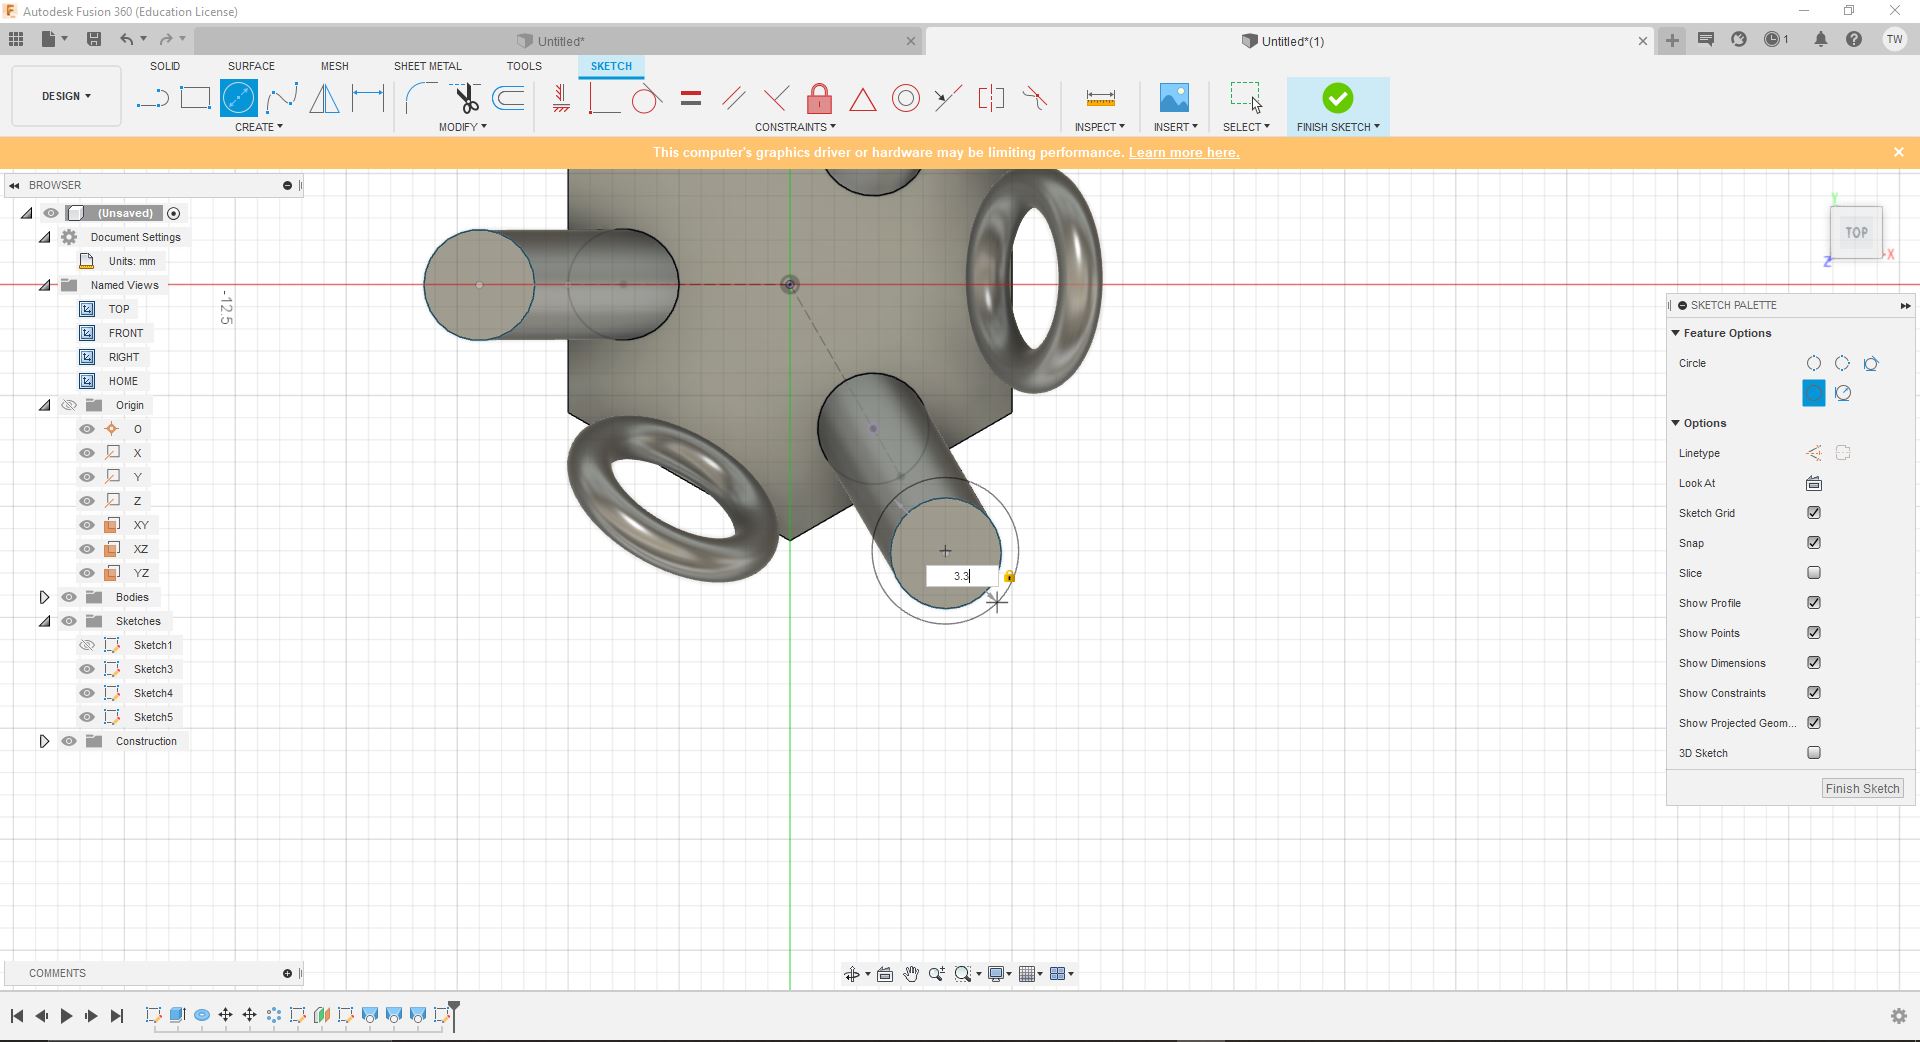 Autodesk Fusion 360 (Education License)
Untitled*
Untitled*(1)
1
TW
SOLID
SURFACE
MESH
SHEET METAL
TOOLS
SKETCH
DESIGN
CREATE
MODIFY
CONSTRAINTS
INSPECT
INSERT
SELECT
FINISH SKETCH
This computer's graphics driver or hardware may be limiting performance. Learn more here.
BROWSER
(Unsaved)
Document Settings
Units: mm
Named Views
TOP
FRONT
RIGHT
HOME
Origin
O
X
Y
Z
XY
XZ
YZ
Bodies
Sketches
Sketch1
Sketch3
Sketch4
Sketch5
Construction
-12.5
3.3
Y
TOP
X
Z
SKETCH PALETTE
Feature Options
Circle
Options
Linetype
Look At
Sketch Grid
Snap
Slice
Show Profile
Show Points
Show Dimensions
Show Constraints
Show Projected Geom...
3D Sketch
Finish Sketch
COMMENTS